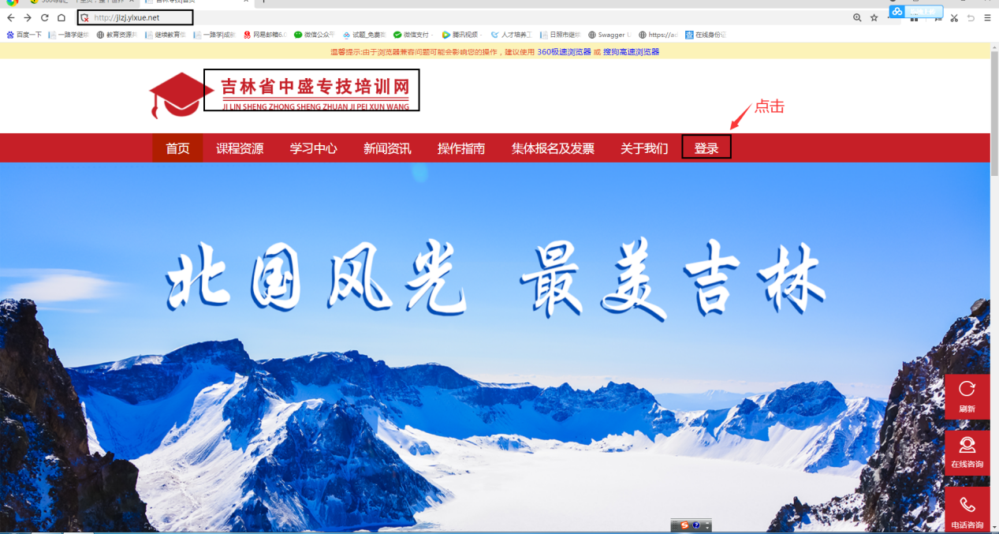 http://jlzj.ylxue.net
百度一下 一路学继 教育资源 继续教育 一路学|成 网易邮箱6. 微信公众 试题_免费 微信支付 - 腾讯视频 - 人才培养工 日照市继 Swagger https://a 在线身份
温馨提示:由于浏览器兼容问题可能会影响您的操作，建议使用 360极速浏览器 或 搜狗高速浏览器
吉林省中盛专技培训网
JI LIN SHENG ZHONG SHENG ZHUAN JI PEI XUN WANG
点击
首页 课程资源 学习中心 新闻资讯 操作指南 集体报名及发票 关于我们 登录
北国风光 最美吉林
刷新
在线咨询
电话咨询